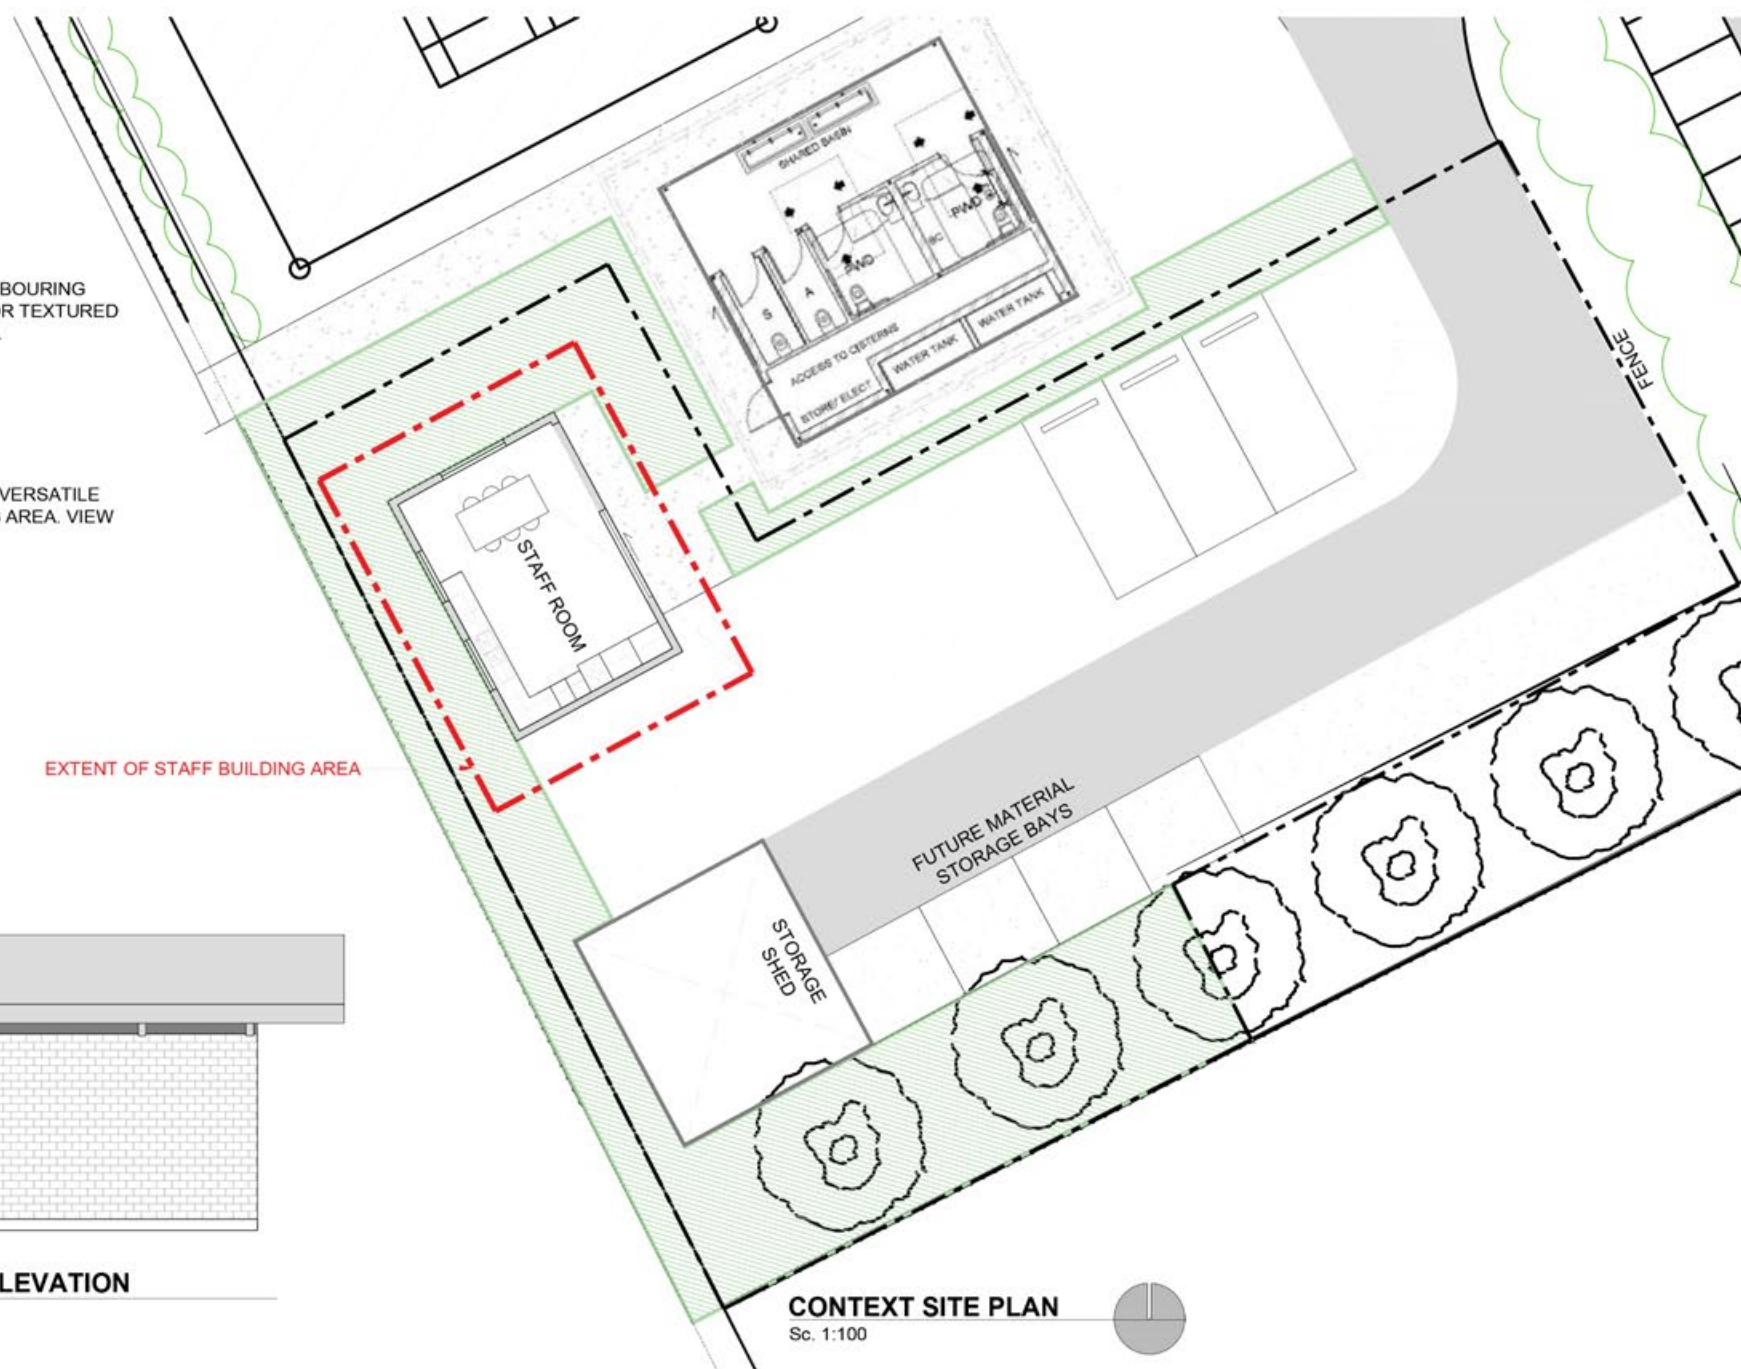 BOURING
R TEXTURED
VERSATILE
AREA. VIEW
SHARED BASIN
PWD
PWD
SC
S
A
ACCESS TO CISTERNS
STORE/ ELECT
WATER TANK
WATER TANK
FENCE
STAFF ROOM
EXTENT OF STAFF BUILDING AREA
FUTURE MATERIAL
STORAGE BAYS
STORAGE
SHED
LEVATION
CONTEXT SITE PLAN
Sc. 1:100